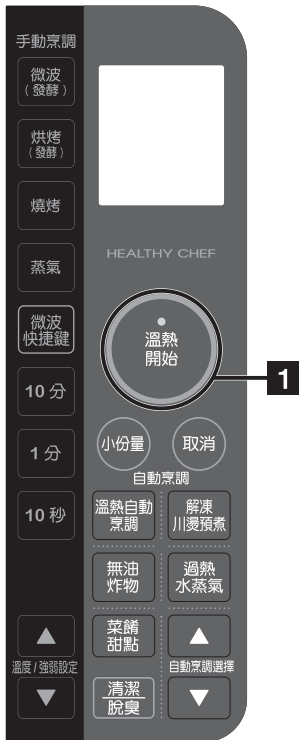 手動烹調
微波
(發酵)
烘烤
(發酵)
燒烤
蒸氣
微波
快捷鍵
10 分
1 分
10 秒
▲
溫度/強弱設定
▼
HEALTHY CHEF
溫熱
開始
1
小份量
取消
自動烹調
溫熱自動
烹調
解凍
川燙預煮
無油
炸物
過熱
水蒸氣
菜餚
甜點
▲
自動烹調選擇
▼
清潔
脫臭